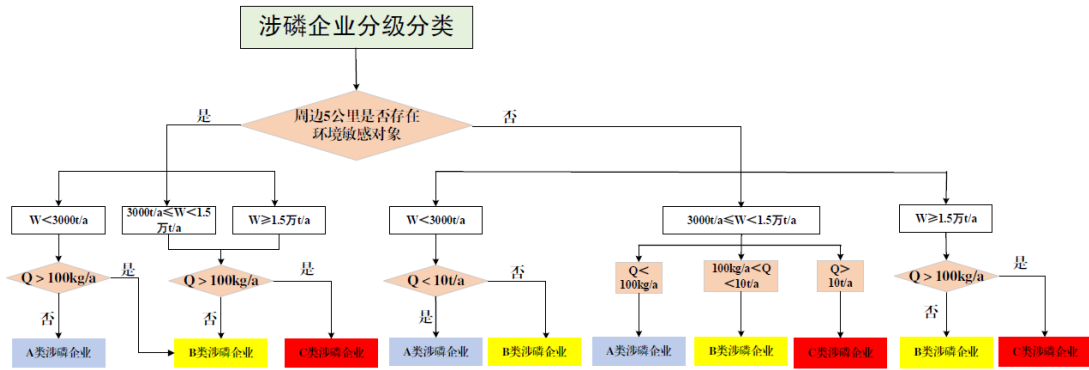 涉磷企业分级分类
周边5公里是否存在
环境敏感对象
是
否
W＜3000t/a
3000t/a≤W＜1.5
万t/a
W≥1.5万t/a
W＜3000t/a
3000t/a≤W＜1.5万t/a
W≥1.5万t/a
Q＞100kg/a
是
否
Q＞100kg/a
是
否
Q＜10t/a
否
是
Q＜
100kg/a
100kg/a＜Q
＜10t/a
Q＞
10t/a
Q＞100kg/a
是
否
A类涉磷企业
B类涉磷企业
C类涉磷企业
A类涉磷企业
B类涉磷企业
A类涉磷企业
B类涉磷企业
C类涉磷企业
B类涉磷企业
C类涉磷企业